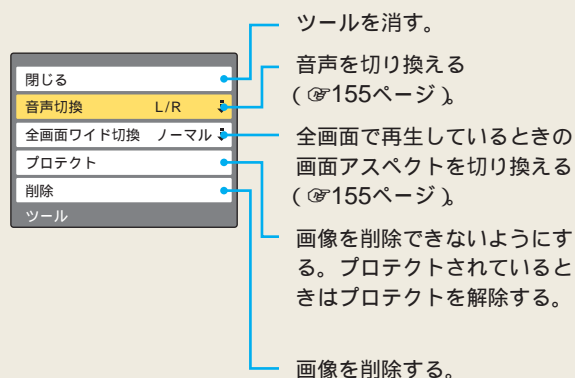 閉じる
音声切換 L/R
全画面ワイド切換 ノーマル
プロテクト
削除
ツール
ツールを消す。
音声を切り換える
(☞155ページ)。
全画面で再生しているときの
画面アスペクトを切り換える
(☞155ページ)。
画像を削除できないようにす
る。プロテクトされていると
きはプロテクトを解除する。
画像を削除する。